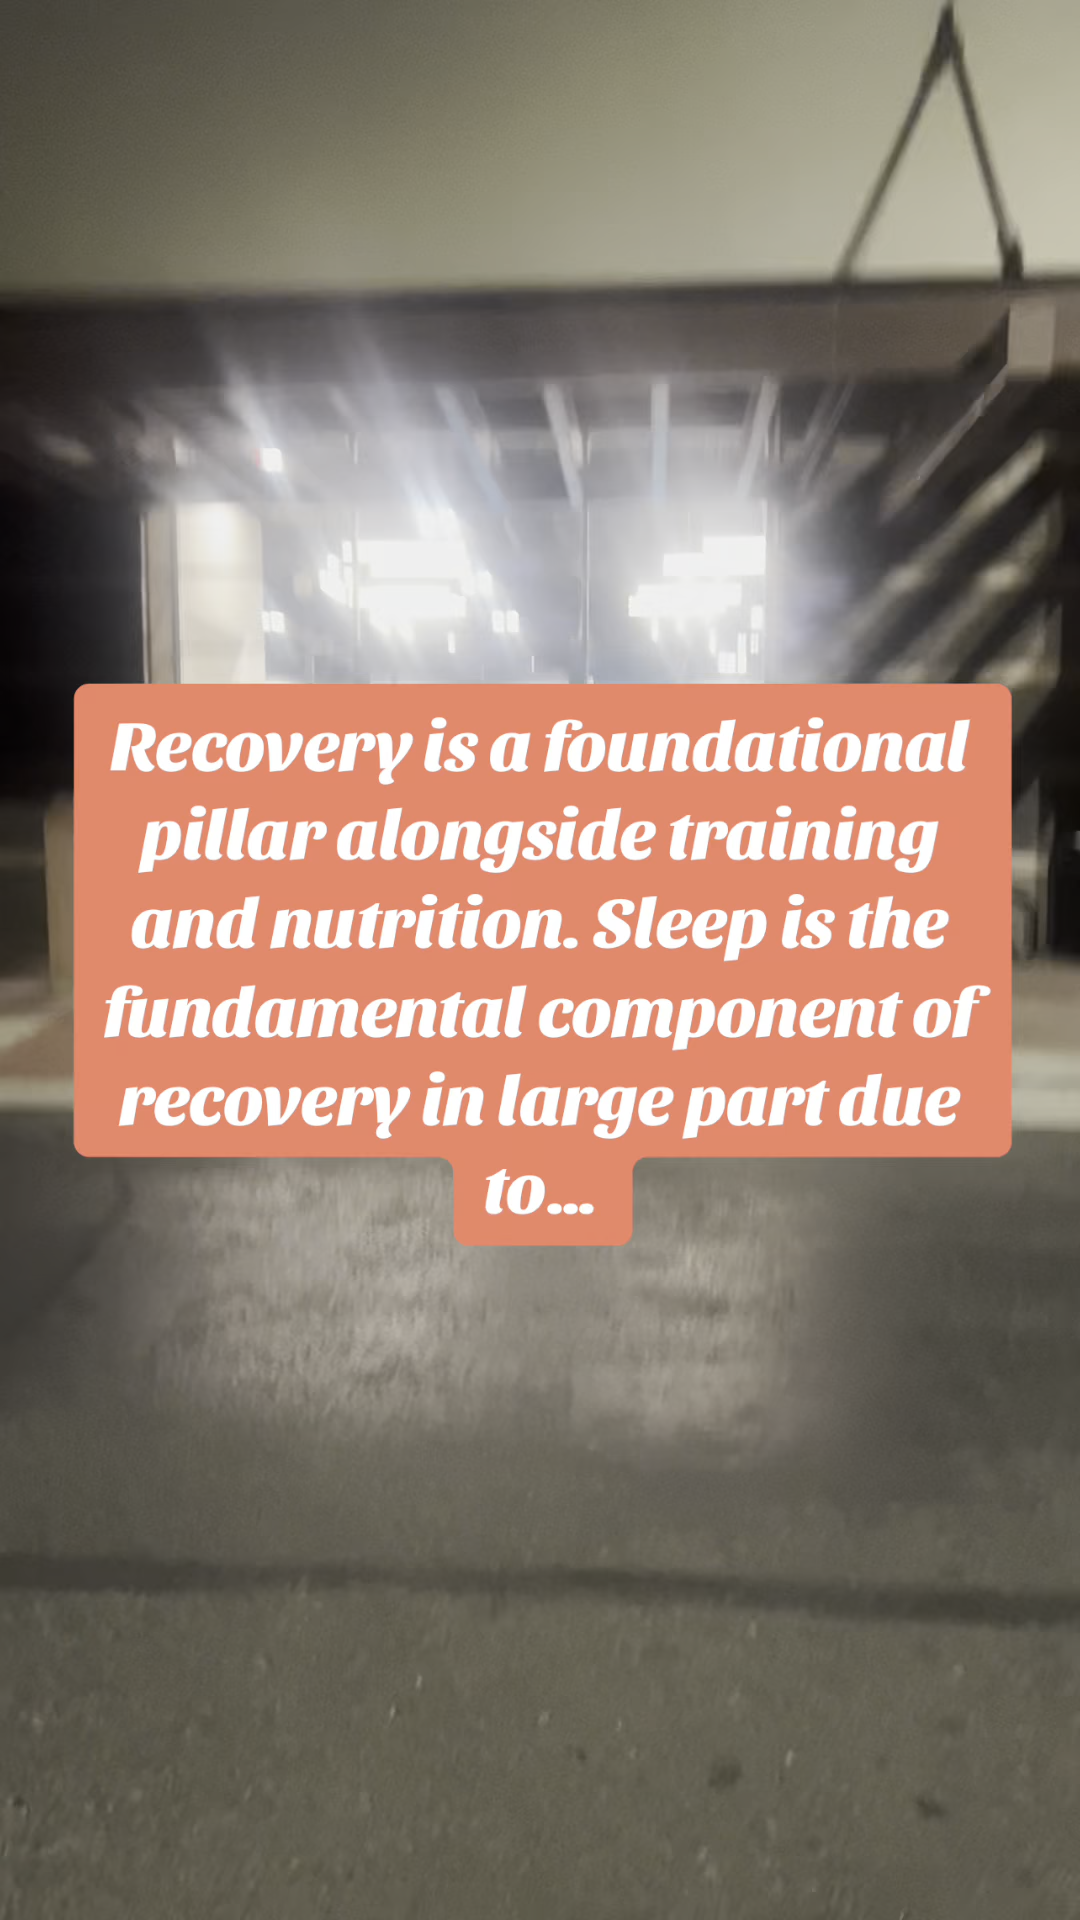 Recovery is a foundational
pillar alongside training
and nutrition. Sleep is the
fundamental component of
recovery in large part due
to...